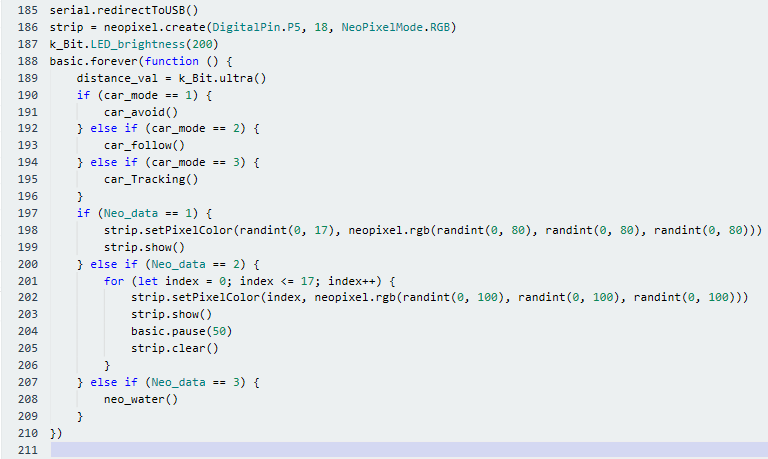 185 serial.redirectToUSB()
186 strip = neopixel.create(DigitalPin.P5, 18, NeoPixelMode.RGB)
187 k_Bit.LED_brightness(200)
188 basic.forever(function () {
189     distance_val = k_Bit.ultra()
190     if (car_mode == 1) {
191         car_avoid()
192     } else if (car_mode == 2) {
193         car_follow()
194     } else if (car_mode == 3) {
195         car_Tracking()
196     }
197     if (Neo_data == 1) {
198         strip.setPixelColor(randint(0, 17), neopixel.rgb(randint(0, 80), randint(0, 80), randint(0, 80)))
199         strip.show()
200     } else if (Neo_data == 2) {
201         for (let index = 0; index <= 17; index++) {
202             strip.setPixelColor(index, neopixel.rgb(randint(0, 100), randint(0, 100), randint(0, 100)))
203             strip.show()
204             basic.pause(50)
205             strip.clear()
206         }
207     } else if (Neo_data == 3) {
208         neo_water()
209     }
210 })
211